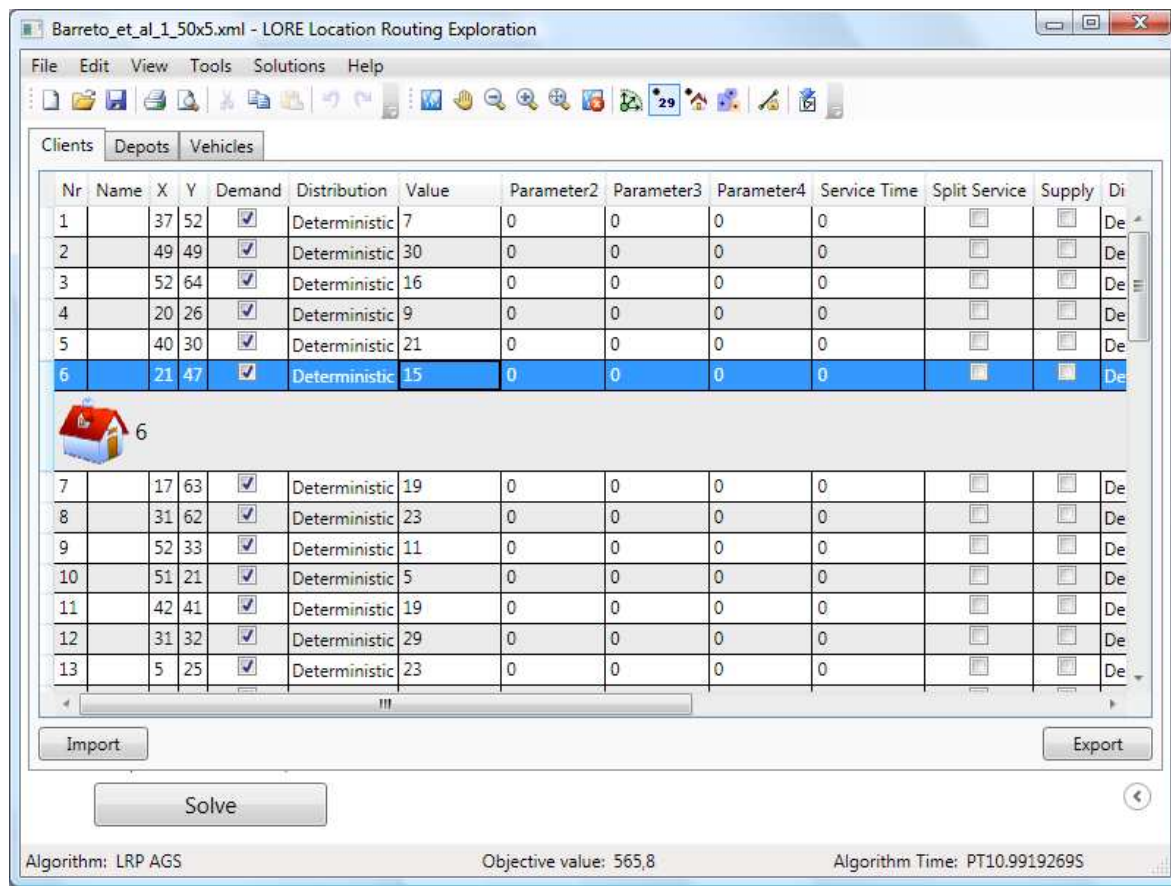 Barreto_et_al_1_50x5.xml - LORE Location Routing Exploration
File Edit View Tools Solutions Help
29
Clients Depots Vehicles
Nr Name X Y Demand Distribution Value Parameter2 Parameter3 Parameter4 Service Time Split Service Supply Di
1 37 52 Deterministic 7 0 0 0 0 De
2 49 49 Deterministic 30 0 0 0 0 De
3 52 64 Deterministic 16 0 0 0 0 De
4 20 26 Deterministic 9 0 0 0 0 De
5 40 30 Deterministic 21 0 0 0 0 De
6 21 47 Deterministic 15 0 0 0 0 De
6
7 17 63 Deterministic 19 0 0 0 0 De
8 31 62 Deterministic 23 0 0 0 0 De
9 52 33 Deterministic 11 0 0 0 0 De
10 51 21 Deterministic 5 0 0 0 0 De
11 42 41 Deterministic 19 0 0 0 0 De
12 31 32 Deterministic 29 0 0 0 0 De
13 5 25 Deterministic 23 0 0 0 0 De
Import Export
Solve
Algorithm: LRP AGS Objective value: 565,8 Algorithm Time: PT10.9919269S